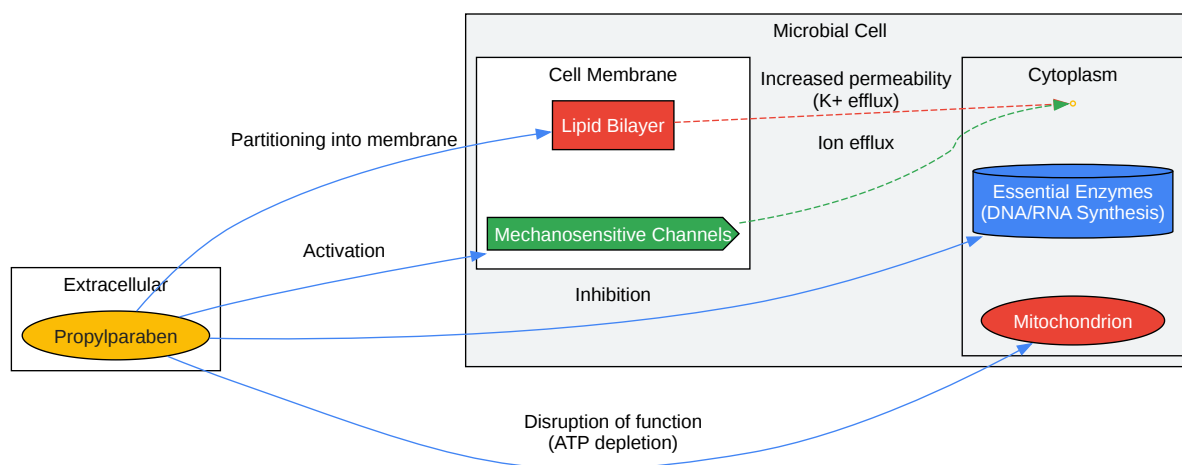 Microbial Cell
Cell Membrane
Increased permeability
(K+ efflux)
Cytoplasm
Lipid Bilayer
Partitioning into membrane
Ion efflux
Essential Enzymes
(DNA/RNA Synthesis)
Mechanosensitive Channels
Activation
Extracellular
Inhibition
Propylparaben
Mitochondrion
Disruption of function
(ATP depletion)